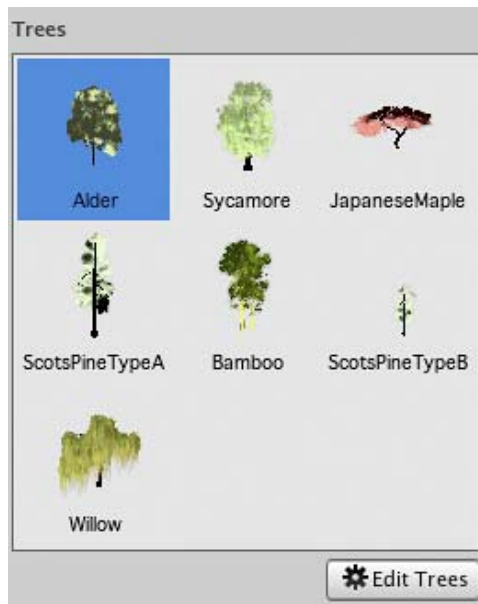 Trees
Alder Sycamore JapaneseMaple
ScotsPineTypeA Bamboo ScotsPineTypeB
Willow
Edit Trees